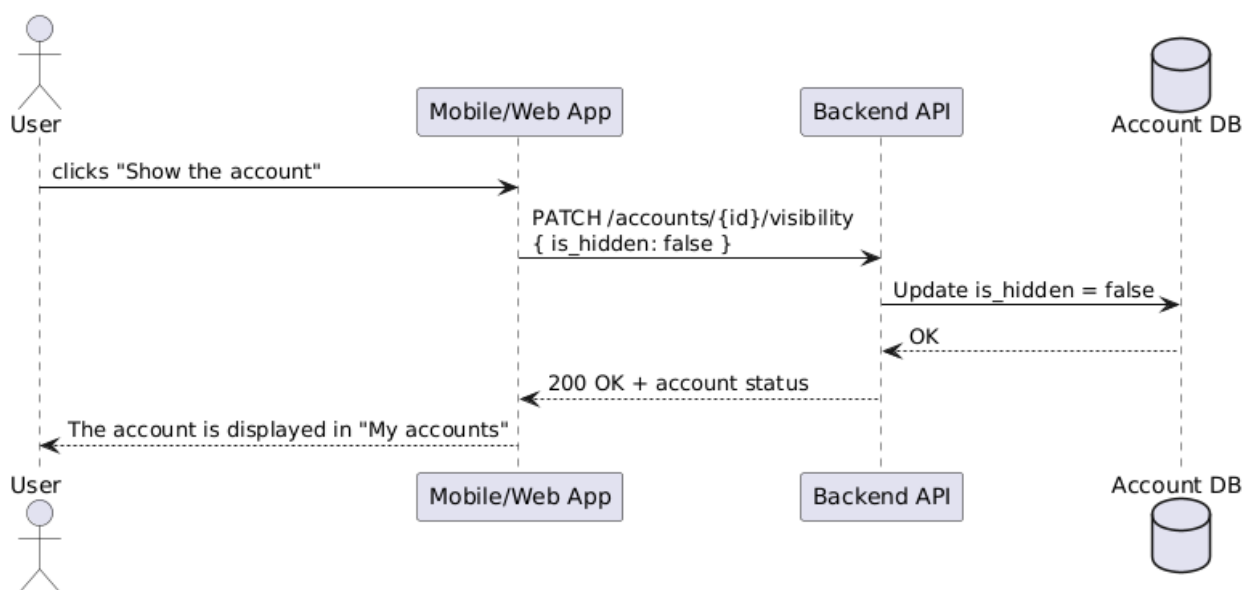 User
Mobile/Web App
Backend API
Account DB
clicks "Show the account"
PATCH /accounts/{id}/visibility
{ is_hidden: false }
Update is_hidden = false
OK
200 OK + account status
The account is displayed in "My accounts"
User
Mobile/Web App
Backend API
Account DB